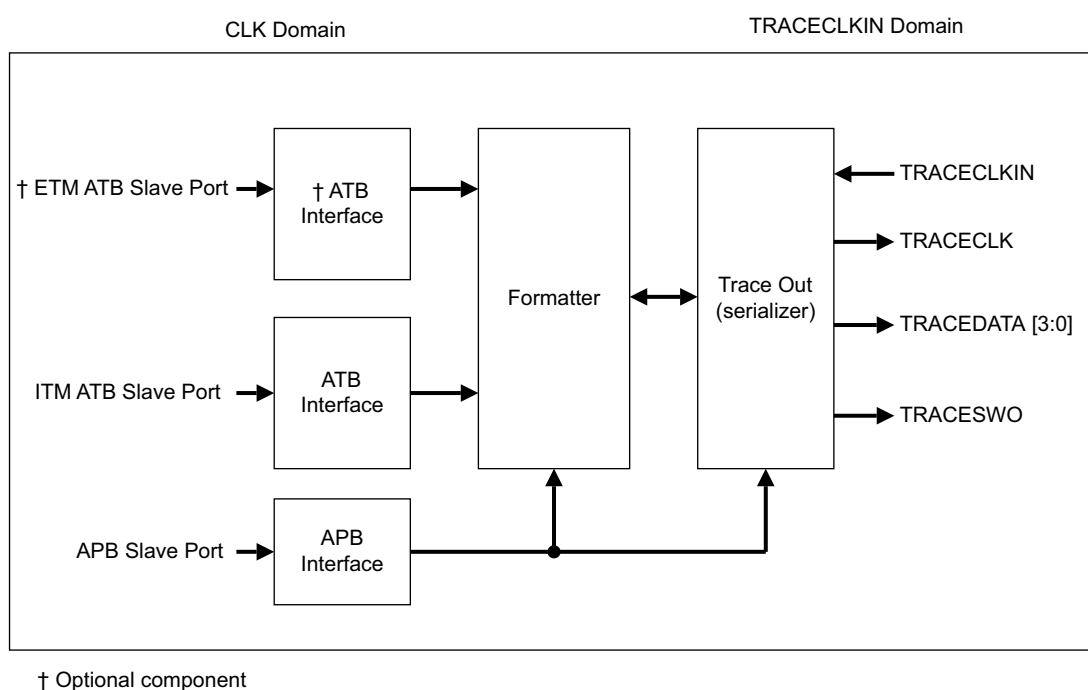 CLK Domain
TRACECLKIN Domain
† ETM ATB Slave Port
† ATB
Interface
Formatter
Trace Out
(serializer)
TRACECLKIN
TRACECLK
TRACEDATA [3:0]
TRACESWO
ITM ATB Slave Port
ATB
Interface
APB Slave Port
APB
Interface
† Optional component